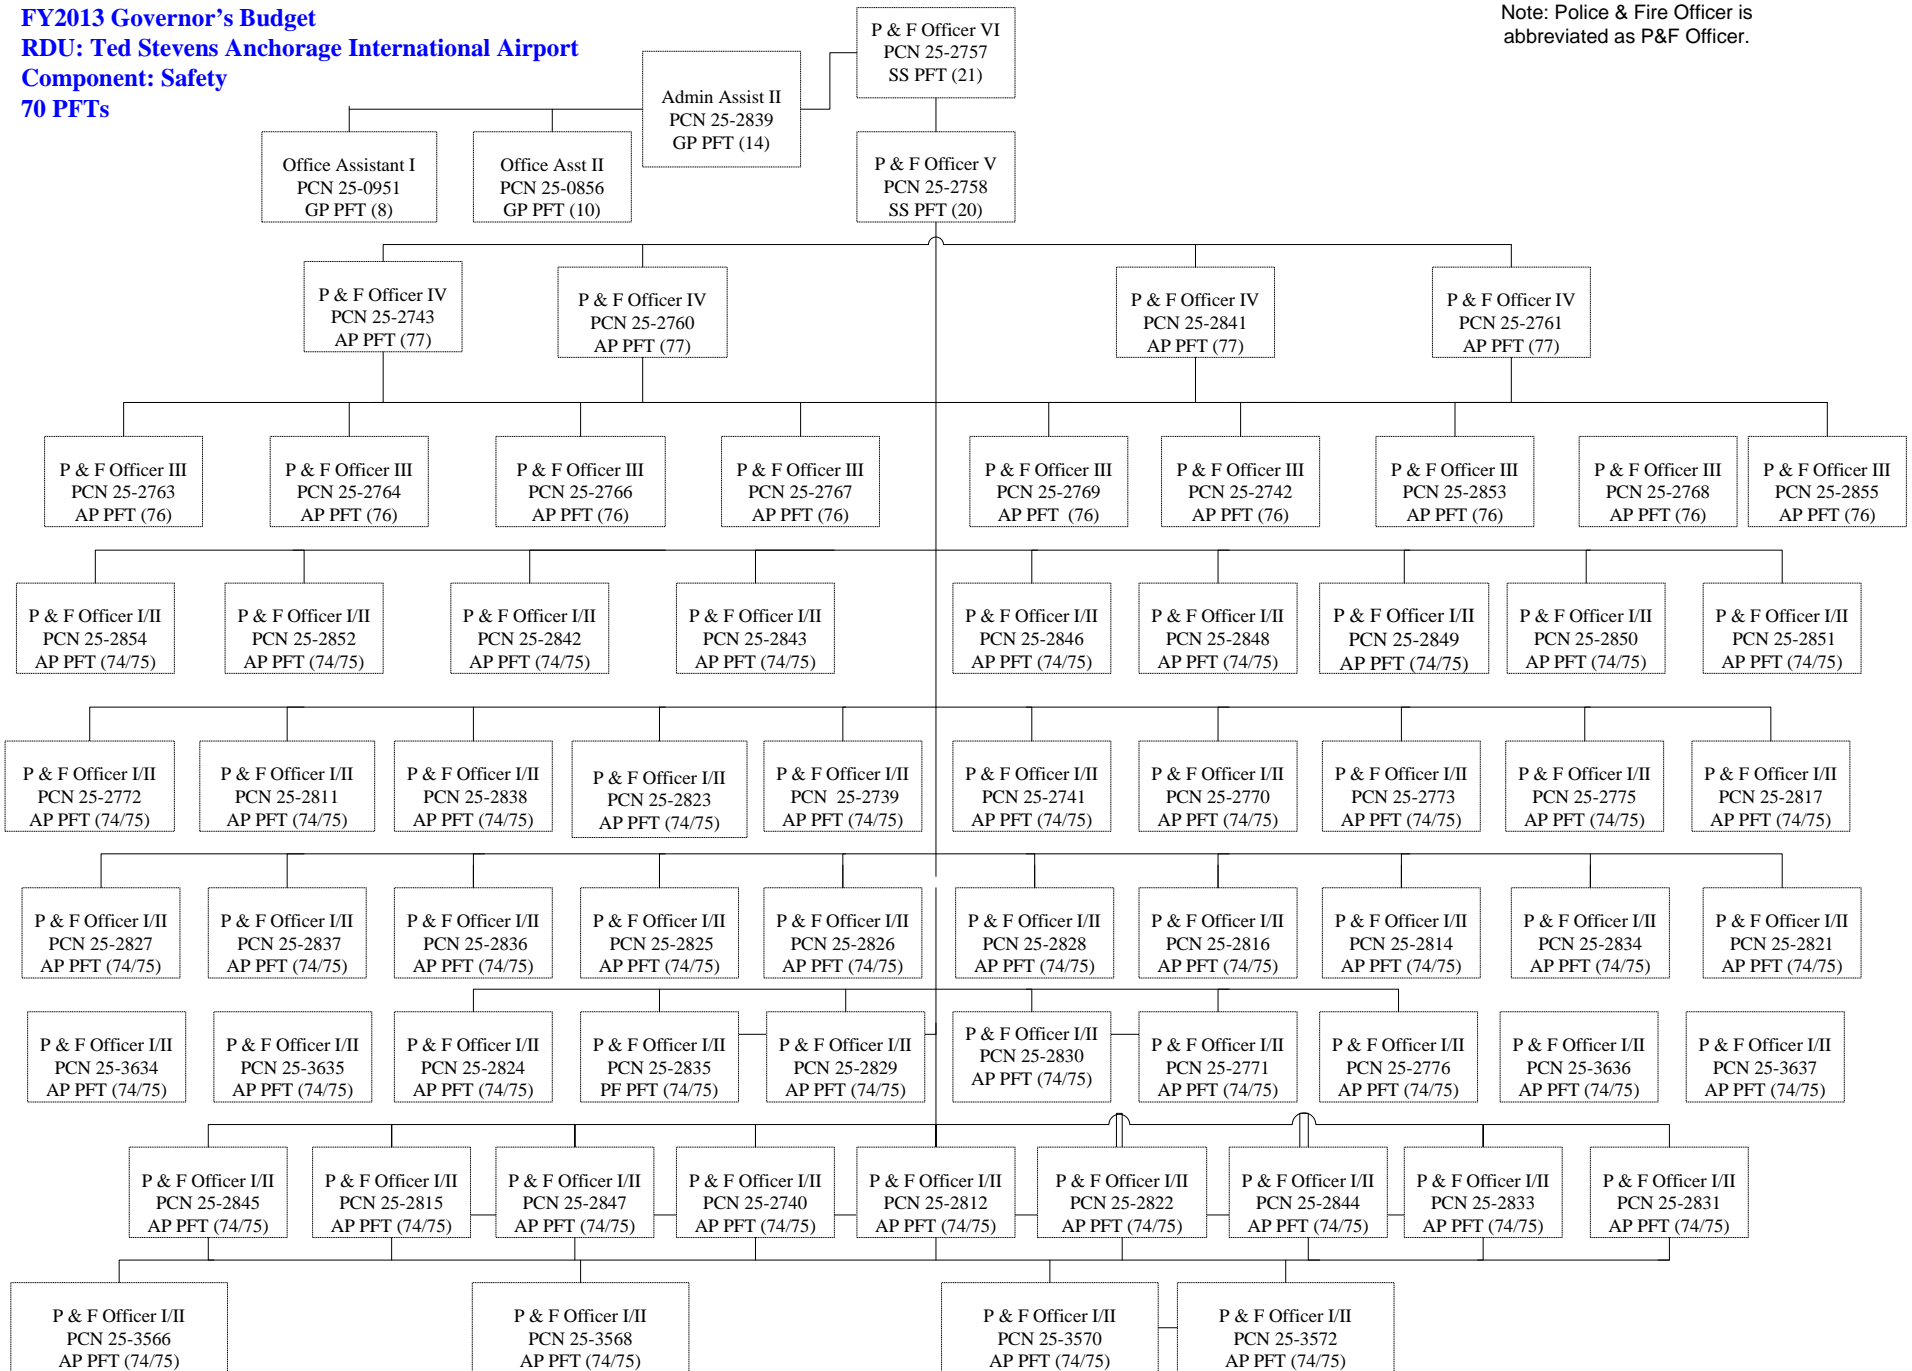 FY2013 Governor's Budget
RDU: Ted Stevens Anchorage International Airport
Component: Safety
70 PFTs
Note: Police & Fire Officer is
abbreviated as P&F Officer.
P & F Officer VI
PCN 25-2757
SS PFT (21)
Admin Assist II
PCN 25-2839
GP PFT (14)
Office Assistant I
PCN 25-0951
GP PFT (8)
Office Asst II
PCN 25-0856
GP PFT (10)
P & F Officer V
PCN 25-2758
SS PFT (20)
P & F Officer IV
PCN 25-2743
AP PFT (77)
P & F Officer IV
PCN 25-2760
AP PFT (77)
P & F Officer IV
PCN 25-2841
AP PFT (77)
P & F Officer IV
PCN 25-2761
AP PFT (77)
P & F Officer III
PCN 25-2763
AP PFT (76)
P & F Officer III
PCN 25-2764
AP PFT (76)
P & F Officer III
PCN 25-2766
AP PFT (76)
P & F Officer III
PCN 25-2767
AP PFT (76)
P & F Officer III
PCN 25-2769
AP PFT  (76)
P & F Officer III
PCN 25-2742
AP PFT (76)
P & F Officer III
PCN 25-2853
AP PFT (76)
P & F Officer III
PCN 25-2768
AP PFT (76)
P & F Officer III
PCN 25-2855
AP PFT (76)
P & F Officer I/II
PCN 25-2854
AP PFT (74/75)
P & F Officer I/II
PCN 25-2852
AP PFT (74/75)
P & F Officer I/II
PCN 25-2842
AP PFT (74/75)
P & F Officer I/II
PCN 25-2843
AP PFT (74/75)
P & F Officer I/II
PCN 25-2846
AP PFT (74/75)
P & F Officer I/II
PCN 25-2848
AP PFT (74/75)
P & F Officer I/II
PCN 25-2849
AP PFT (74/75)
P & F Officer I/II
PCN 25-2850
AP PFT (74/75)
P & F Officer I/II
PCN 25-2851
AP PFT (74/75)
P & F Officer I/II
PCN 25-2772
AP PFT (74/75)
P & F Officer I/II
PCN 25-2811
AP PFT (74/75)
P & F Officer I/II
PCN 25-2838
AP PFT (74/75)
P & F Officer I/II
PCN 25-2823
AP PFT (74/75)
P & F Officer I/II
PCN  25-2739
AP PFT (74/75)
P & F Officer I/II
PCN 25-2741
AP PFT (74/75)
P & F Officer I/II
PCN 25-2770
AP PFT (74/75)
P & F Officer I/II
PCN 25-2773
AP PFT (74/75)
P & F Officer I/II
PCN 25-2775
AP PFT (74/75)
P & F Officer I/II
PCN 25-2817
AP PFT (74/75)
P & F Officer I/II
PCN 25-2827
AP PFT (74/75)
P & F Officer I/II
PCN 25-2837
AP PFT (74/75)
P & F Officer I/II
PCN 25-2836
AP PFT (74/75)
P & F Officer I/II
PCN 25-2825
AP PFT (74/75)
P & F Officer I/II
PCN 25-2826
AP PFT (74/75)
P & F Officer I/II
PCN 25-2828
AP PFT (74/75)
P & F Officer I/II
PCN 25-2816
AP PFT (74/75)
P & F Officer I/II
PCN 25-2814
AP PFT (74/75)
P & F Officer I/II
PCN 25-2834
AP PFT (74/75)
P & F Officer I/II
PCN 25-2821
AP PFT (74/75)
P & F Officer I/II
PCN 25-3634
AP PFT (74/75)
P & F Officer I/II
PCN 25-3635
AP PFT (74/75)
P & F Officer I/II
PCN 25-2824
AP PFT (74/75)
P & F Officer I/II
PCN 25-2835
PF PFT (74/75)
P & F Officer I/II
PCN 25-2829
AP PFT (74/75)
P & F Officer I/II
PCN 25-2830
AP PFT (74/75)
P & F Officer I/II
PCN 25-2771
AP PFT (74/75)
P & F Officer I/II
PCN 25-2776
AP PFT (74/75)
P & F Officer I/II
PCN 25-3636
AP PFT (74/75)
P & F Officer I/II
PCN 25-3637
AP PFT (74/75)
P & F Officer I/II
PCN 25-2845
AP PFT (74/75)
P & F Officer I/II
PCN 25-2815
AP PFT (74/75)
P & F Officer I/II
PCN 25-2847
AP PFT (74/75)
P & F Officer I/II
PCN 25-2740
AP PFT (74/75)
P & F Officer I/II
PCN 25-2812
AP PFT (74/75)
P & F Officer I/II
PCN 25-2822
AP PFT (74/75)
P & F Officer I/II
PCN 25-2844
AP PFT (74/75)
P & F Officer I/II
PCN 25-2833
AP PFT (74/75)
P & F Officer I/II
PCN 25-2831
AP PFT (74/75)
P & F Officer I/II
PCN 25-3566
AP PFT (74/75)
P & F Officer I/II
PCN 25-3568
AP PFT (74/75)
P & F Officer I/II
PCN 25-3570
AP PFT (74/75)
P & F Officer I/II
PCN 25-3572
AP PFT (74/75)